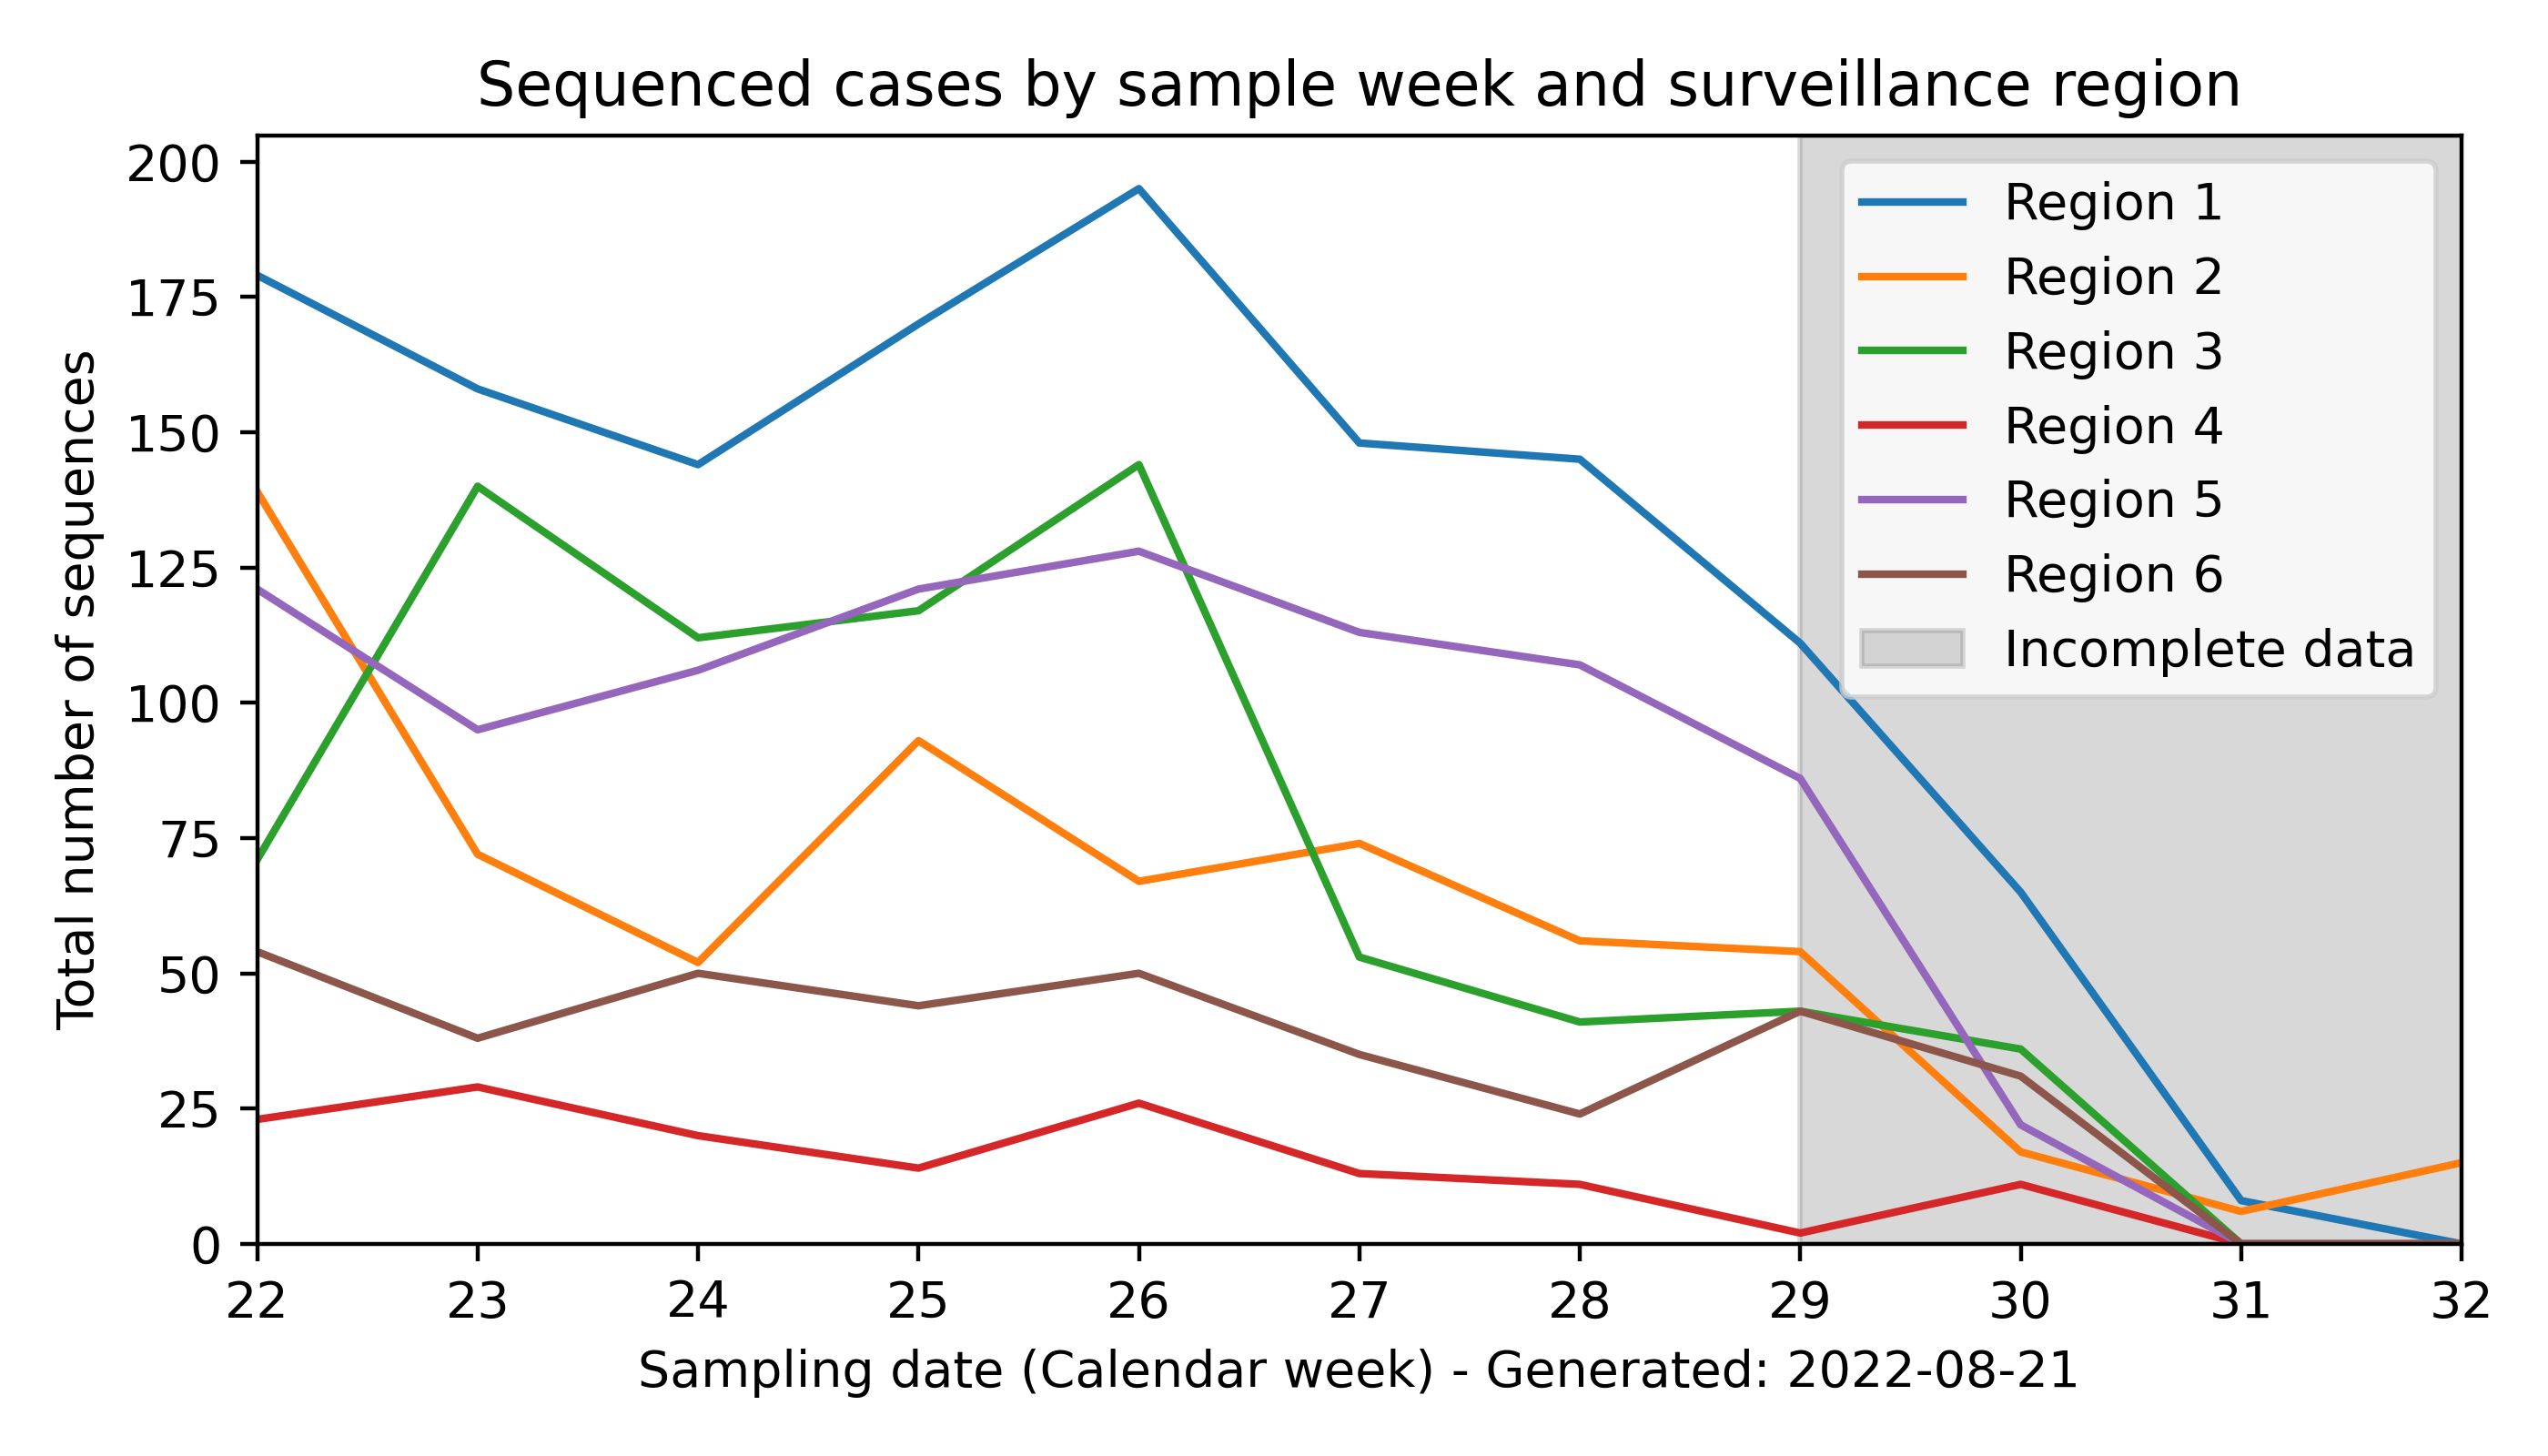 Sequenced cases by sample week and surveillance region
Total number of sequences
200
175
150
125
100
75
50
25
0
Region 1
Region 2
Region 3
Region 4
Region 5
Region 6
Incomplete data
22 23 24 25 26 27 28 29 30 31 32
Sampling date (Calendar week) - Generated: 2022-08-21